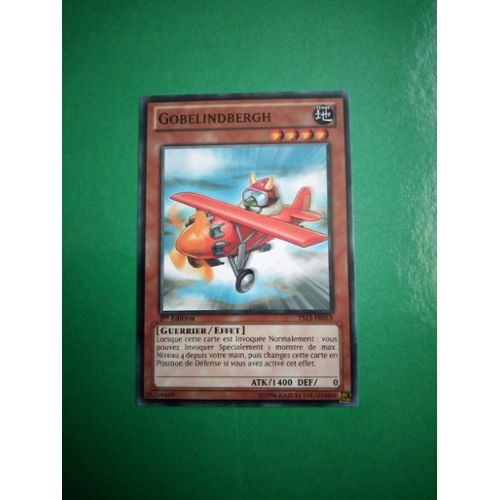 GOBELINDBERGH
TERRE
地
1st Edition
YS13-FR013
[GUERRIER / EFFET]
Lorsque cette carte est Invoquée Normalement : vous
pouvez Invoquer Spécialement 1 monstre de max.
Niveau 4 depuis votre main, puis changez cette carte en
Position de Défense si vous avez activé cet effet.
ATK/1400 DEF/ 0
©1996 KAZUKI TAKAHASHI